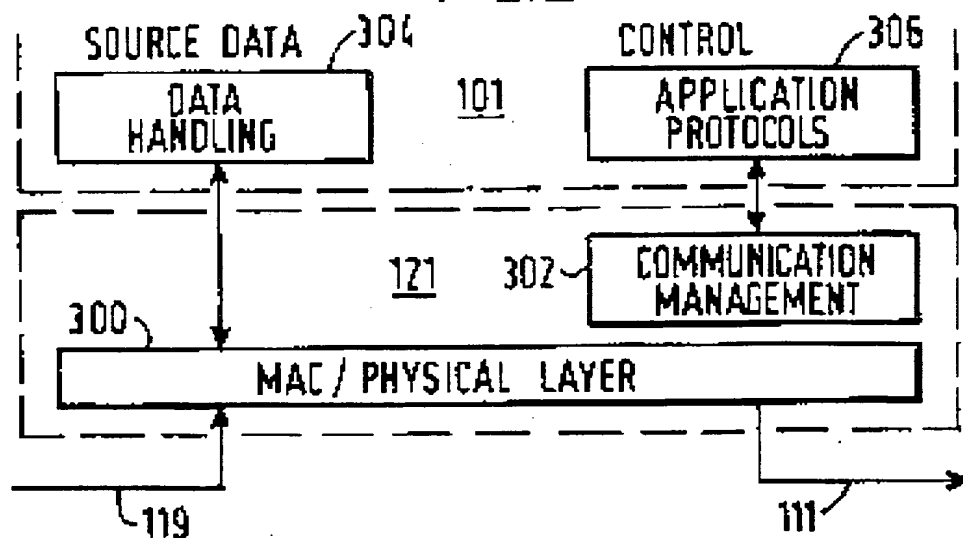 SOURCE DATA 304 CONTROL 306
DATA
HANDLING
101
APPLICATION
PROTOCOLS
121
302
COMMUNICATION
MANAGEMENT
300
MAC/PHYSICAL LAYER
119
111